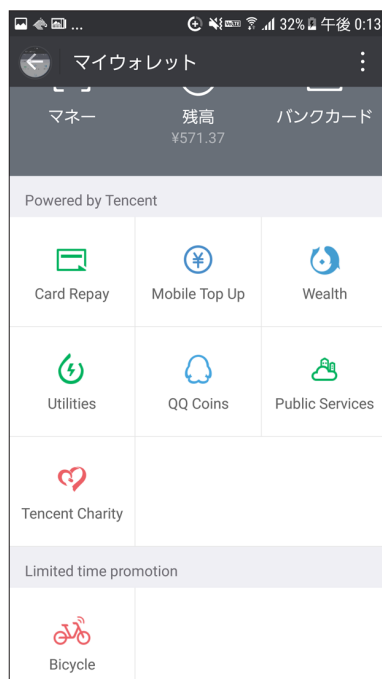 ... 32% 午後 0:13
マイウォレット
マネー 残高 バンクカード
¥571.37
Powered by Tencent
Card Repay Mobile Top Up Wealth
Utilities QQ Coins Public Services
Tencent Charity
Limited time promotion
Bicycle